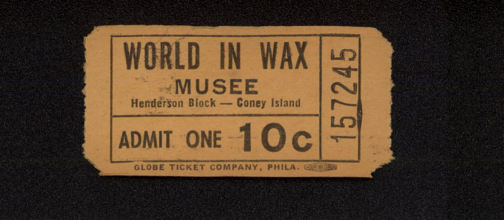 WORLD IN WAX
MUSEE
Henderson Block — Coney Island
ADMIT ONE 10c
157245
GLOBE TICKET COMPANY, PHILA.